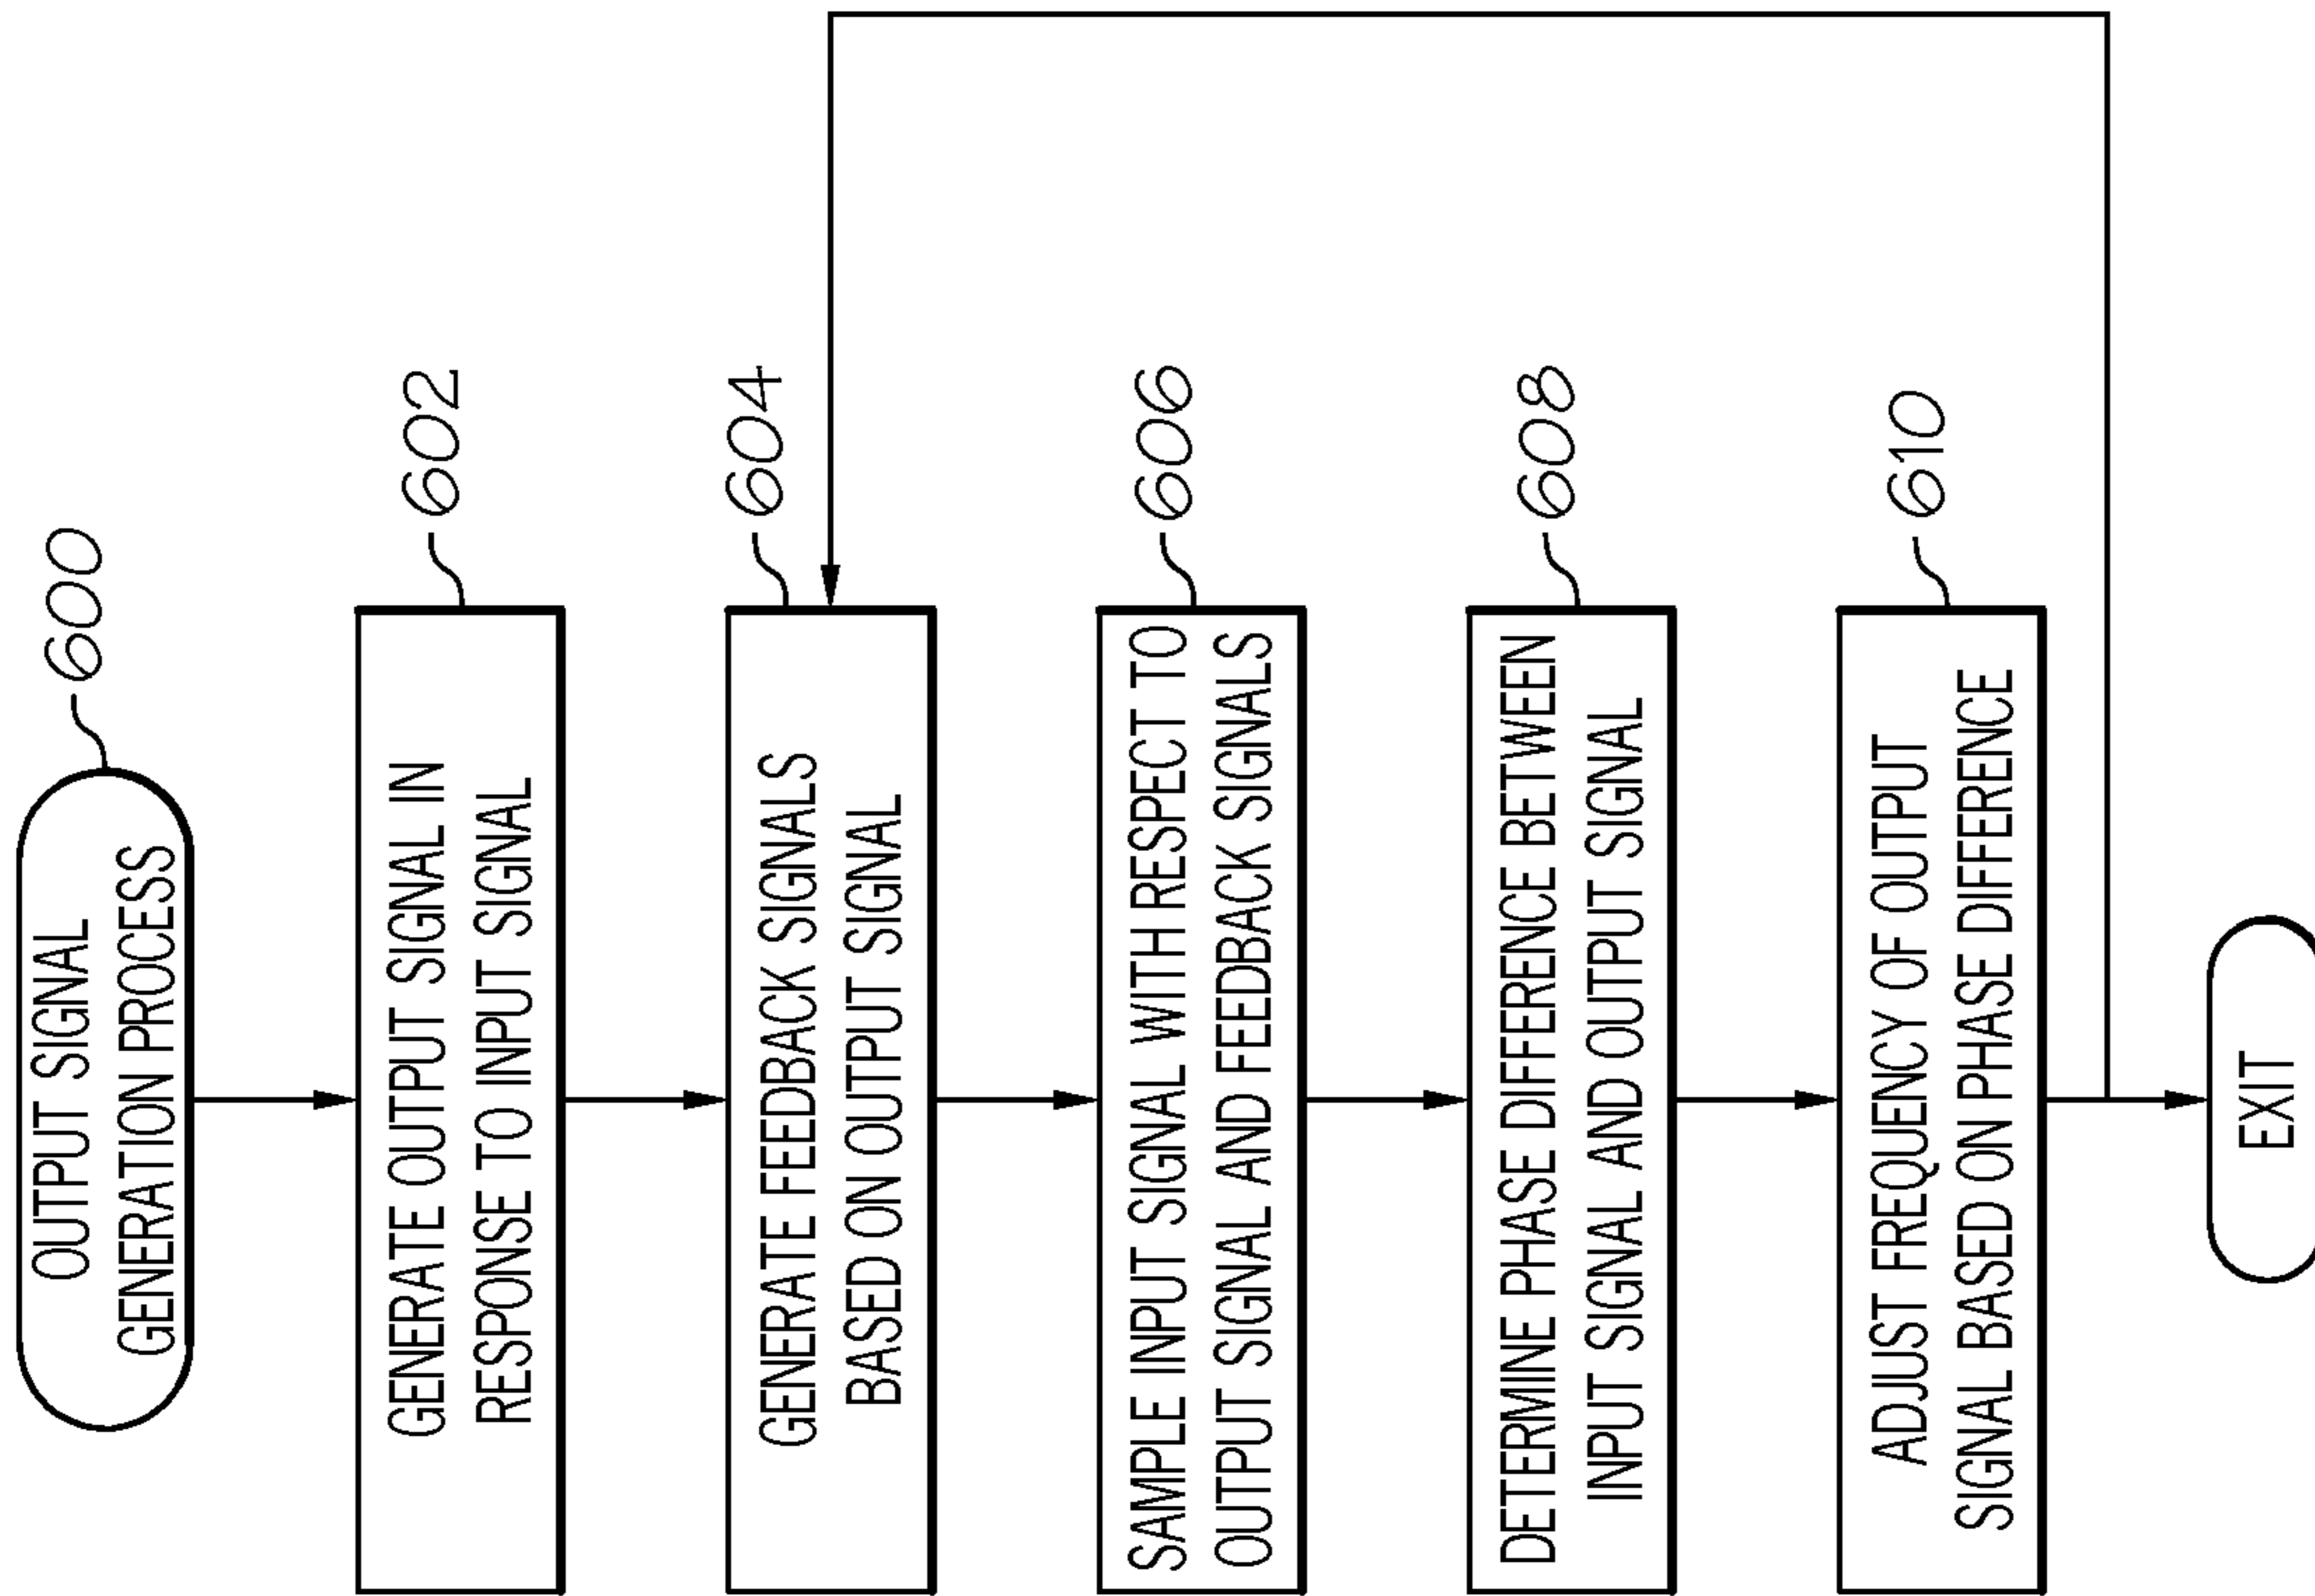 OUTPUT SIGNAL
GENERATION PROCESS
600
GENERATE OUTPUT SIGNAL IN
RESPONSE TO INPUT SIGNAL
602
GENERATE FEEDBACK SIGNALS
BASED ON OUTPUT SIGNAL
604
SAMPLE INPUT SIGNAL WITH RESPECT TO
OUTPUT SIGNAL AND FEEDBACK SIGNALS
606
DETERMINE PHASE DIFFERENCE BETWEEN
INPUT SIGNAL AND OUTPUT SIGNAL
608
ADJUST FREQUENCY OF OUTPUT
SIGNAL BASED ON PHASE DIFFERENCE
610
EXIT